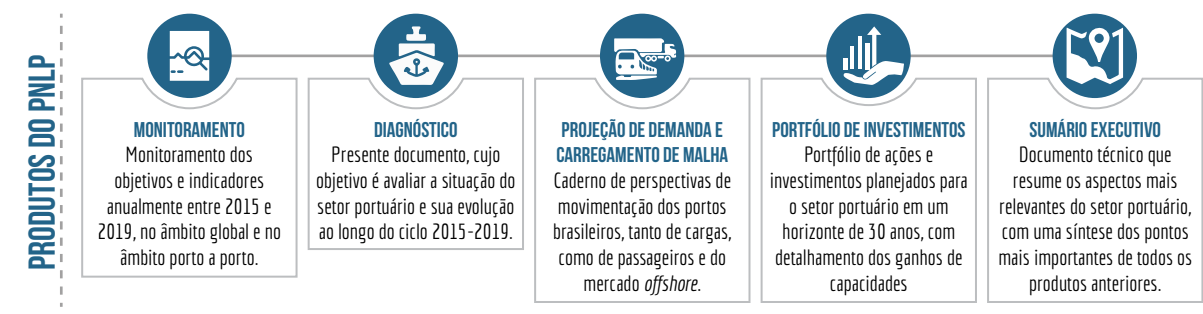 PRODUTOS DO PNLP
MONITORAMENTO
Monitoramento dos
objetivos e indicadores
anualmente entre 2015 e
2019, no âmbito global e no
âmbito porto a porto.
DIAGNÓSTICO
Presente documento, cujo
objetivo é avaliar a situação do
setor portuário e sua evolução
ao longo do ciclo 2015-2019.
PROJEÇÃO DE DEMANDA E
CARREGAMENTO DE MALHA
Caderno de perspectivas de
movimentação dos portos
brasileiros, tanto de cargas,
como de passageiros e do
mercado offshore.
PORTFÓLIO DE INVESTIMENTOS
Portfólio de ações e
investimentos planejados para
o setor portuário em um
horizonte de 30 anos, com
detalhamento dos ganhos de
capacidades
SUMÁRIO EXECUTIVO
Documento técnico que
resume os aspectos mais
relevantes do setor portuário,
com uma síntese dos pontos
mais importantes de todos os
produtos anteriores.